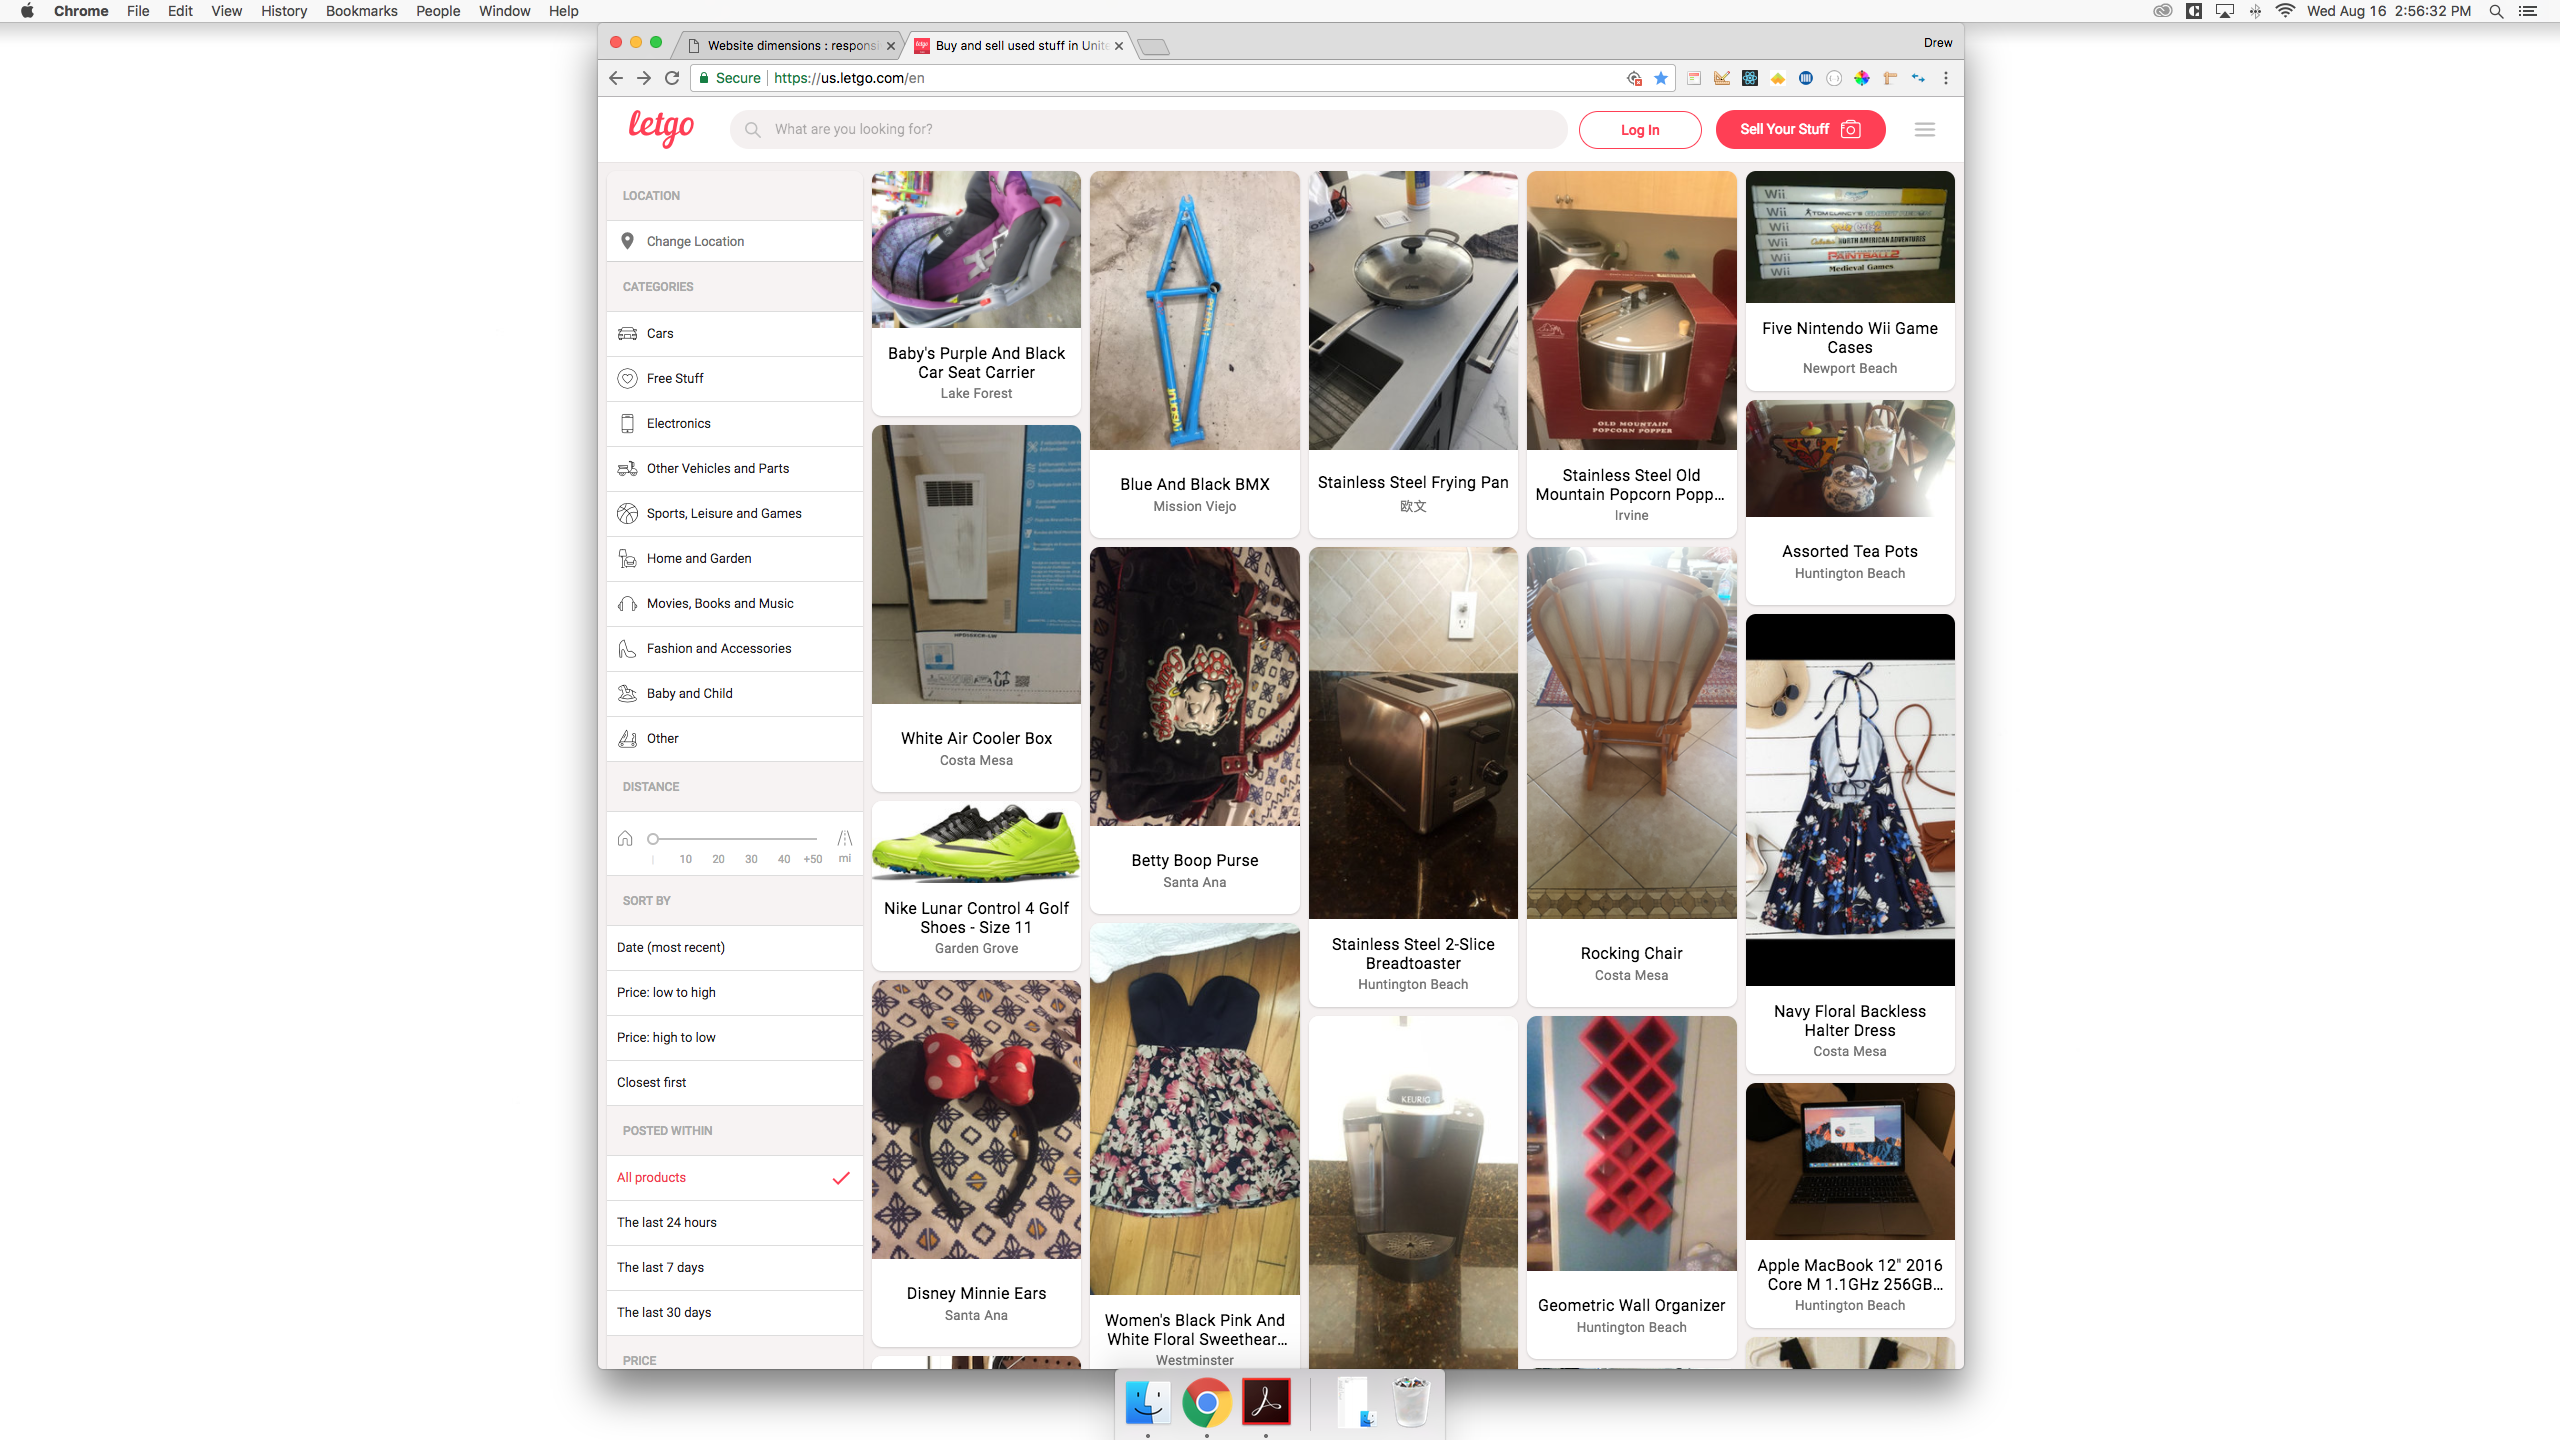 Chrome File Edit View History Bookmarks People Window Help
Wed Aug 16 2:56:32 PM
Website dimensions : responsi
Buy and sell used stuff in Unite
Drew
Secure
https://us.letgo.com/en
letgo
What are you looking for?
Log In
Sell Your Stuff
LOCATION
Change Location
CATEGORIES
Cars
Free Stuff
Electronics
Other Vehicles and Parts
Sports, Leisure and Games
Home and Garden
Movies, Books and Music
Fashion and Accessories
Baby and Child
Other
DISTANCE
10 20 30 40 +50 mi
SORT BY
Date (most recent)
Price: low to high
Price: high to low
Closest first
POSTED WITHIN
All products
The last 24 hours
The last 7 days
The last 30 days
PRICE
Baby's Purple And Black
Car Seat Carrier
Lake Forest
UP
White Air Cooler Box
Costa Mesa
Nike Lunar Control 4 Golf
Shoes - Size 11
Garden Grove
Disney Minnie Ears
Santa Ana
Blue And Black BMX
Mission Viejo
Betty Boop Purse
Santa Ana
Women's Black Pink And
White Floral Sweethear...
Westminster
Stainless Steel Frying Pan
欧文
Stainless Steel 2-Slice
Breadtoaster
Huntington Beach
KEURIG
OLD MOUNTAIN
POPCORN POPPER
Stainless Steel Old
Mountain Popcorn Popp...
Irvine
Rocking Chair
Costa Mesa
Geometric Wall Organizer
Huntington Beach
Wii
Wii
Wii
Wii NORTH AMERICAN ADVENTURES
Wii PAINTBALL 2
Wii Medieval Games
Five Nintendo Wii Game
Cases
Newport Beach
Assorted Tea Pots
Huntington Beach
Navy Floral Backless
Halter Dress
Costa Mesa
Apple MacBook 12" 2016
Core M 1.1GHz 256GB...
Huntington Beach